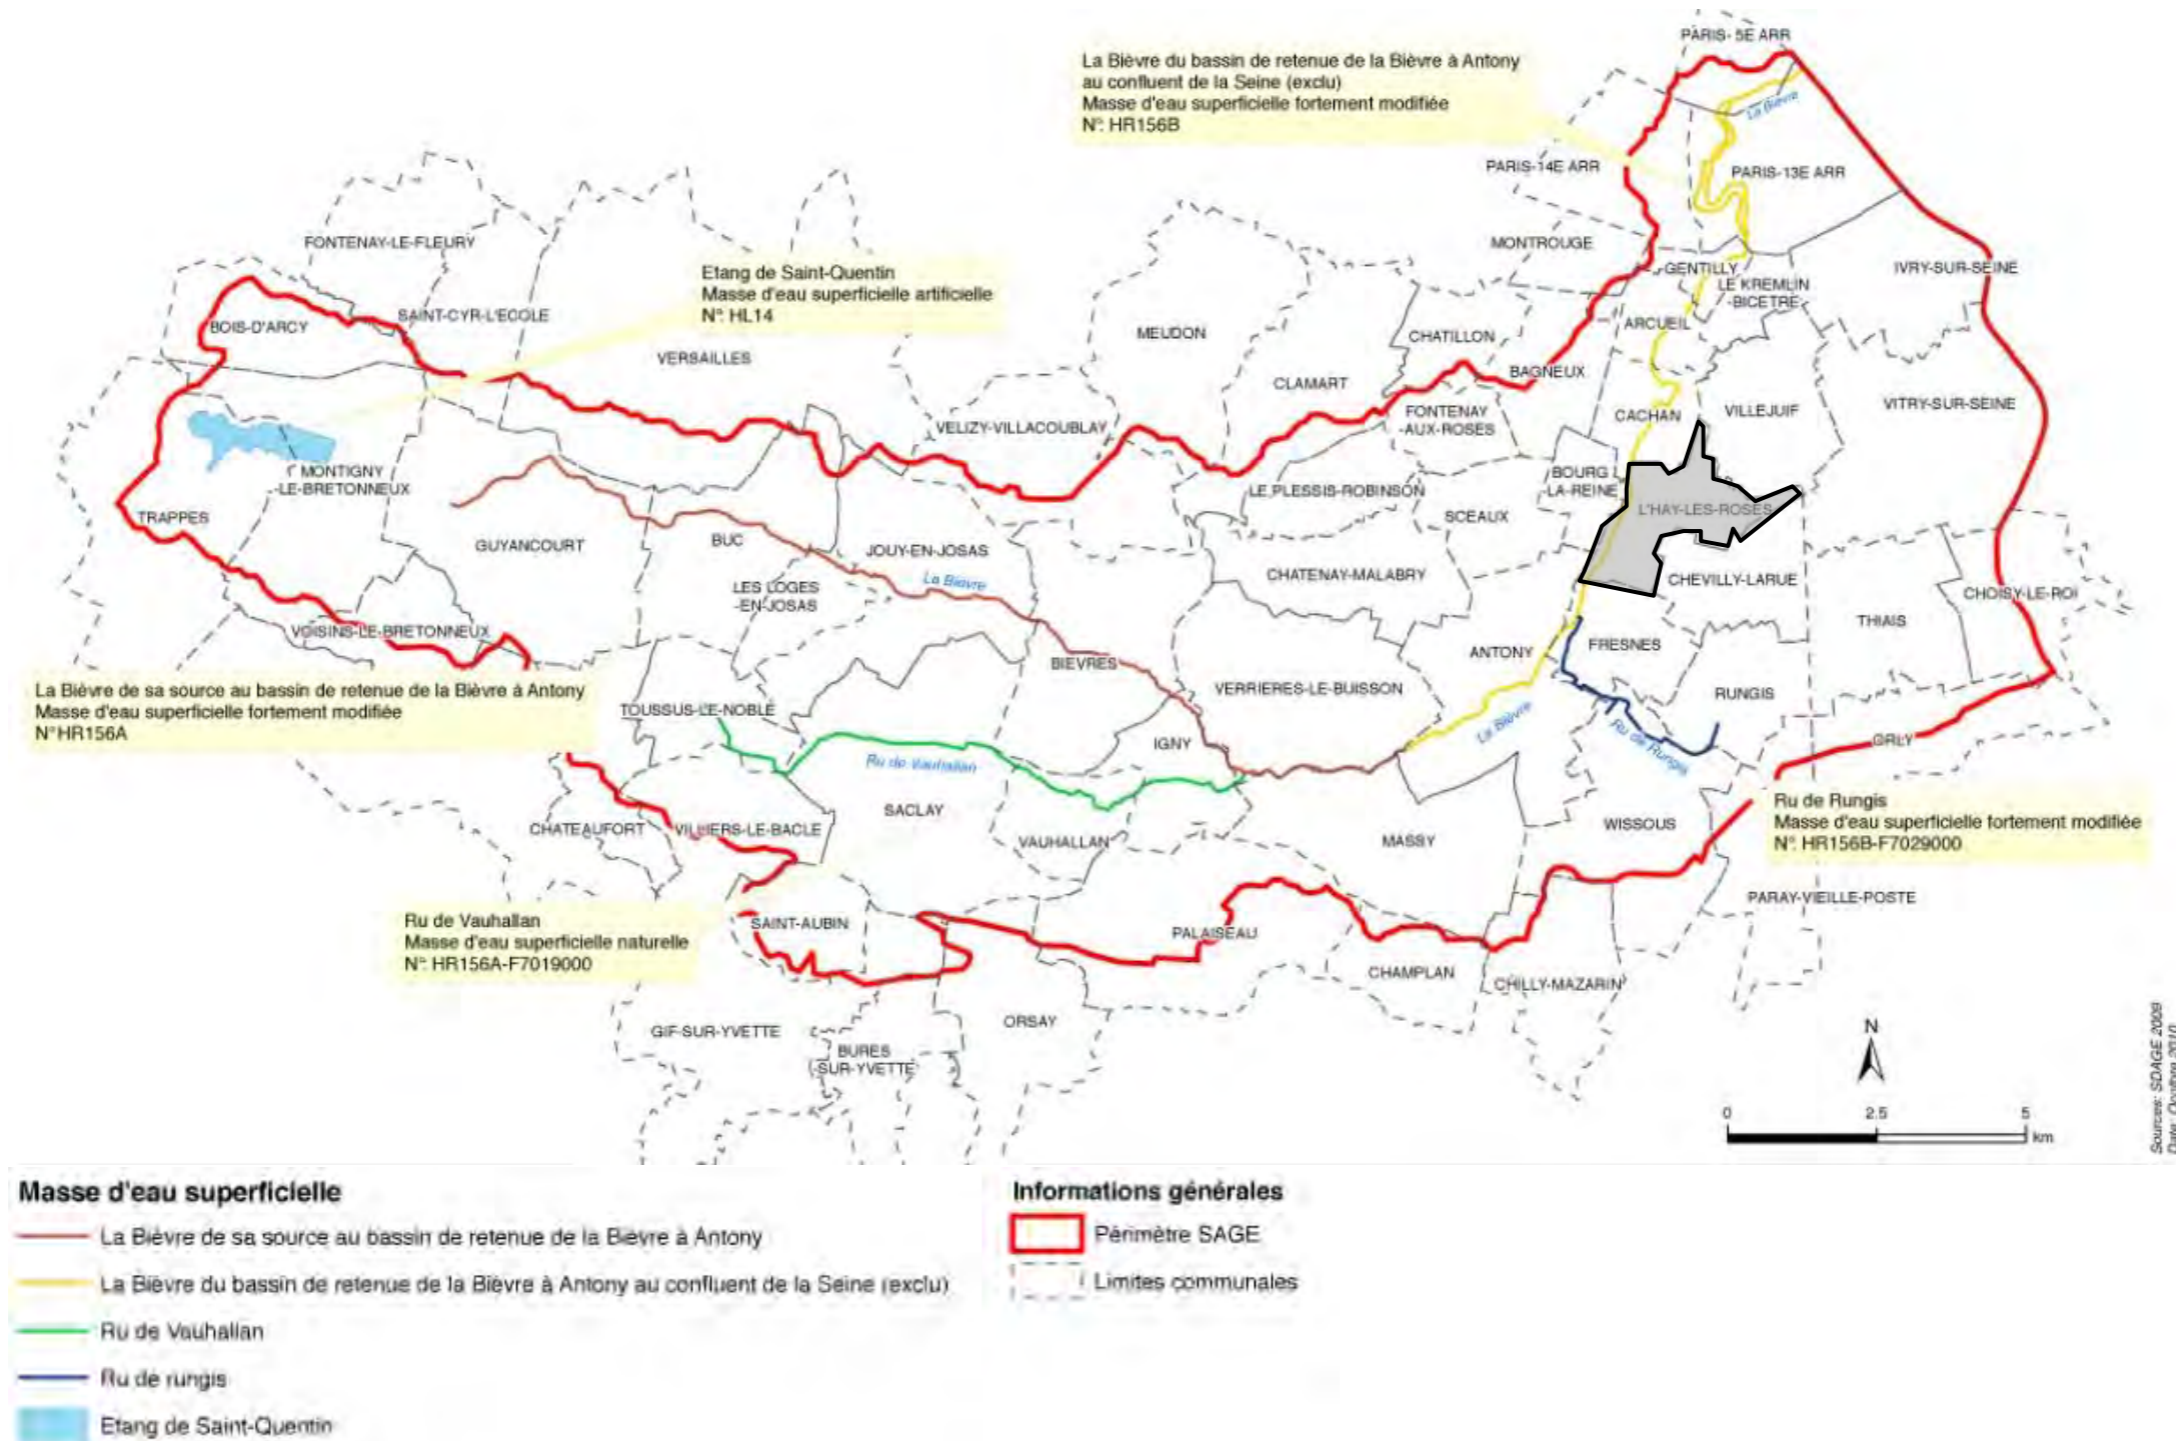 PARIS- 5E ARR
La Bièvre du bassin de retenue de la Bièvre à Antony
au confluent de la Seine (exclu)
Masse d'eau superficielle fortement modifiée
N°: HR156B
La Bièvre
PARIS-14E ARR
PARIS-13E ARR
FONTENAY-LE-FLEURY
MONTROUGE
Etang de Saint-Quentin
Masse d'eau superficielle artificielle
N°: HL14
GENTILLY
IVRY-SUR-SEINE
LE KREMLIN
-BICETRE
BOIS-D'ARCY
SAINT-CYR-L'ECOLE
ARCUEIL
MEUDON
CHATILLON
VERSAILLES
BAGNEUX
CLAMART
FONTENAY
-AUX-ROSES
CACHAN
VILLEJUIF
VITRY-SUR-SEINE
VELIZY-VILLACOUBLAY
MONTIGNY
-LE-BRETONNEUX
BOURG
-LA-REINE
LE PLESSIS-ROBINSON
L'HAY-LES-ROSES
TRAPPES
SCEAUX
GUYANCOURT
BUC
JOUY-EN-JOSAS
La Bièvre
CHATENAY-MALABRY
CHEVILLY-LARUE
LES LOGES
-EN-JOSAS
CHOISY-LE-ROI
THIAIS
VOISINS-LE-BRETONNEUX
ANTONY
FRESNES
BIEVRES
VERRIERES-LE-BUISSON
RUNGIS
La Bièvre de sa source au bassin de retenue de la Bièvre à Antony
Masse d'eau superficielle fortement modifiée
N°HR156A
TOUSSUS-LE-NOBLE
La Bièvre
IGNY
Ru de Rungis
ORLY
Ru de Vauhallan
SACLAY
CHATEAUFORT
VILLIERS-LE-BACLE
VAUHALLAN
MASSY
WISSOUS
Ru de Rungis
Masse d'eau superficielle fortement modifiée
N°: HR156B-F7029000
PARAY-VIEILLE-POSTE
Ru de Vauhallan
Masse d'eau superficielle naturelle
N°: HR156A-F7019000
SAINT-AUBIN
PALAISEAU
CHAMPLAN
CHILLY-MAZARIN
GIF-SUR-YVETTE
ORSAY
BURES
-SUR-YVETTE
N
0 2.5 5
km
Sources: SDAGE 2009
Date: Octobre 2010
Masse d'eau superficielle
La Bièvre de sa source au bassin de retenue de la Bièvre à Antony
La Bièvre du bassin de retenue de la Bièvre à Antony au confluent de la Seine (exclu)
Ru de Vauhallan
Ru de rungis
Etang de Saint-Quentin
Informations générales
Périmètre SAGE
Limites communales